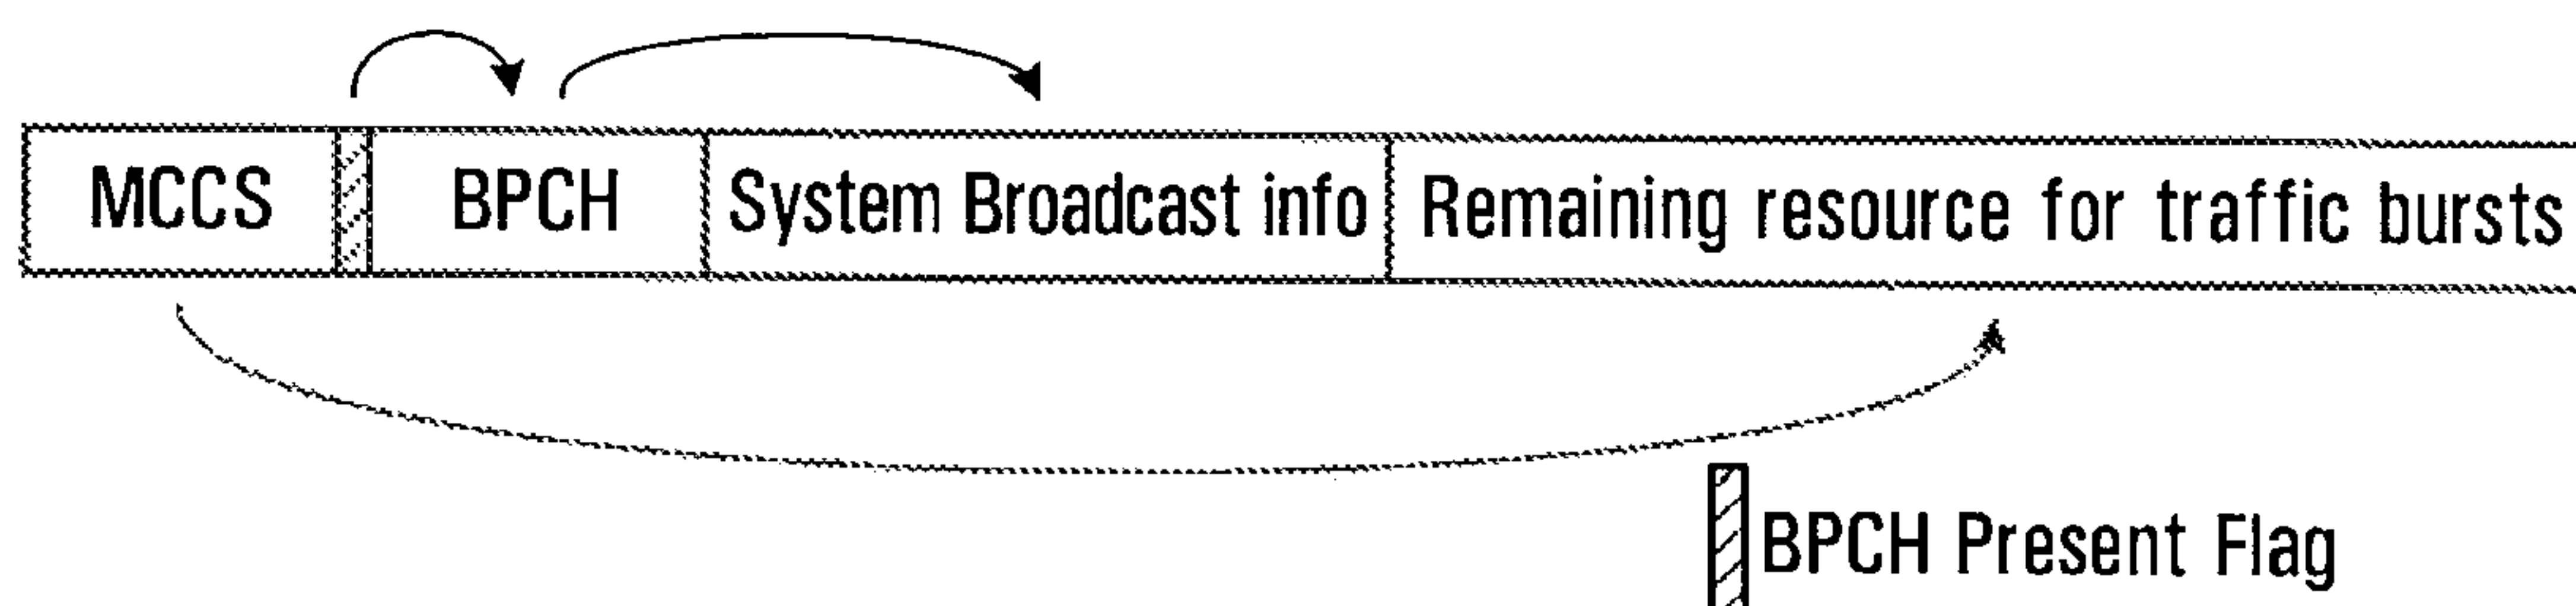 MCCS BPCH System Broadcast info Remaining resource for traffic bursts
BPCH Present Flag